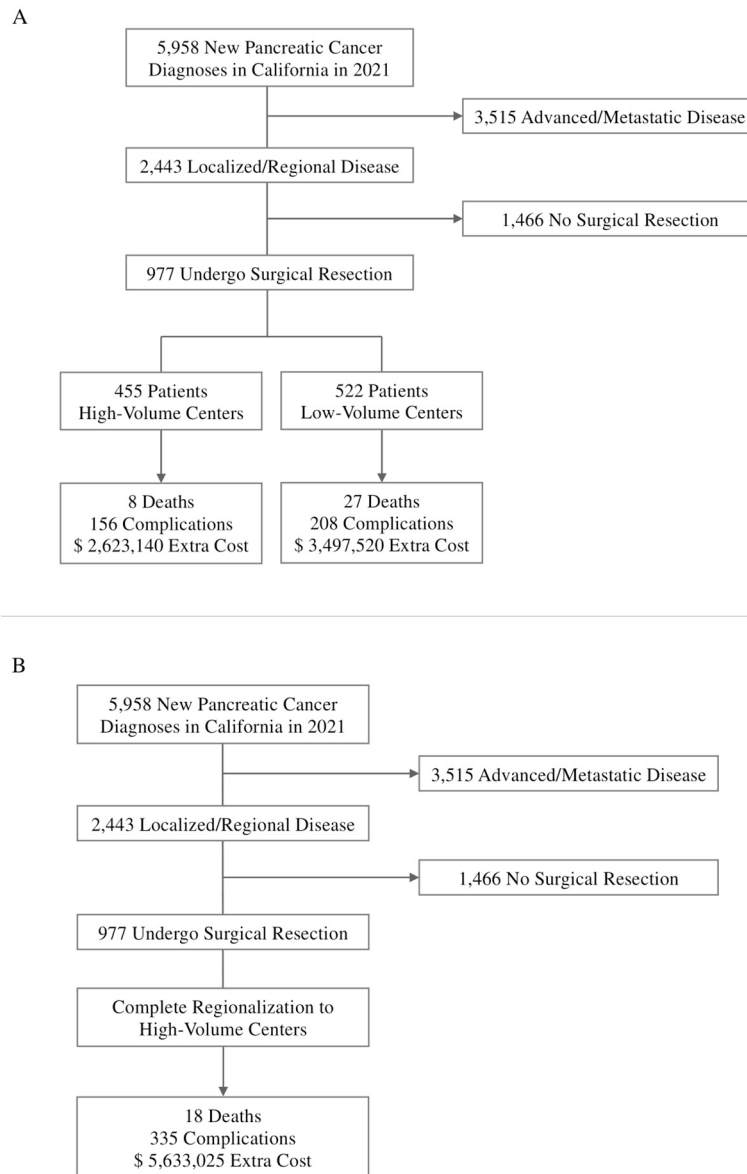 A
5,958 New Pancreatic Cancer
Diagnoses in California in 2021
3,515 Advanced/Metastatic Disease
2,443 Localized/Regional Disease
1,466 No Surgical Resection
977 Undergo Surgical Resection
455 Patients
High-Volume Centers
522 Patients
Low-Volume Centers
8 Deaths
156 Complications
$ 2,623,140 Extra Cost
27 Deaths
208 Complications
$ 3,497,520 Extra Cost
B
5,958 New Pancreatic Cancer
Diagnoses in California in 2021
3,515 Advanced/Metastatic Disease
2,443 Localized/Regional Disease
1,466 No Surgical Resection
977 Undergo Surgical Resection
Complete Regionalization to
High-Volume Centers
18 Deaths
335 Complications
$ 5,633,025 Extra Cost